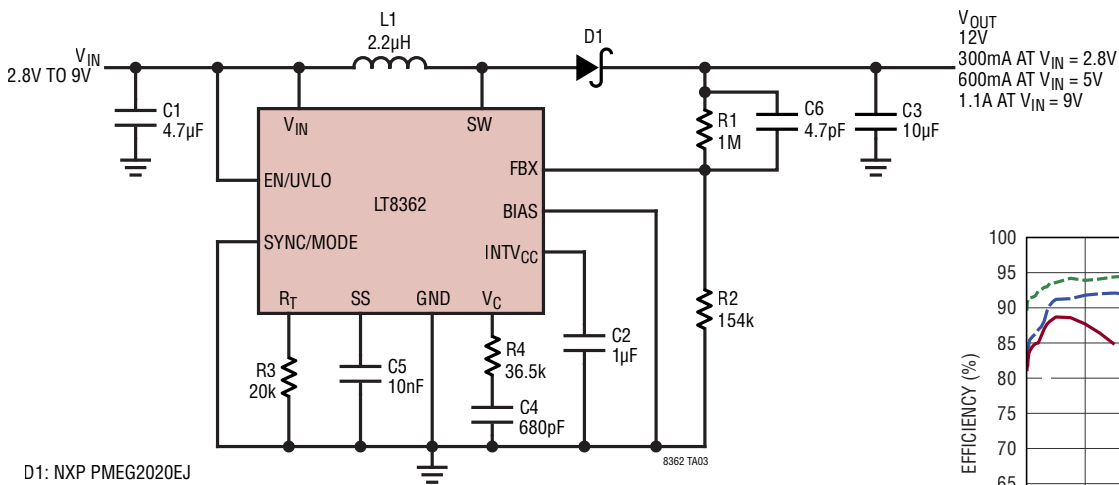 L1
2.2µH
D1
VIN
2.8V TO 9V
VOUT
12V
300mA AT VIN = 2.8V
600mA AT VIN = 5V
1.1A AT VIN = 9V
C1
4.7µF
VIN
SW
R1
1M
C6
4.7pF
C3
10µF
EN/UVLO
FBX
LT8362
BIAS
SYNC/MODE
INTVCC
RT
SS
GND
VC
R2
154k
C2
1µF
R3
20k
C5
10nF
R4
36.5k
C4
680pF
8362 TA03
D1: NXP PMEG2020EJ
100
95
90
85
80
75
70
65
EFFICIENCY (%)